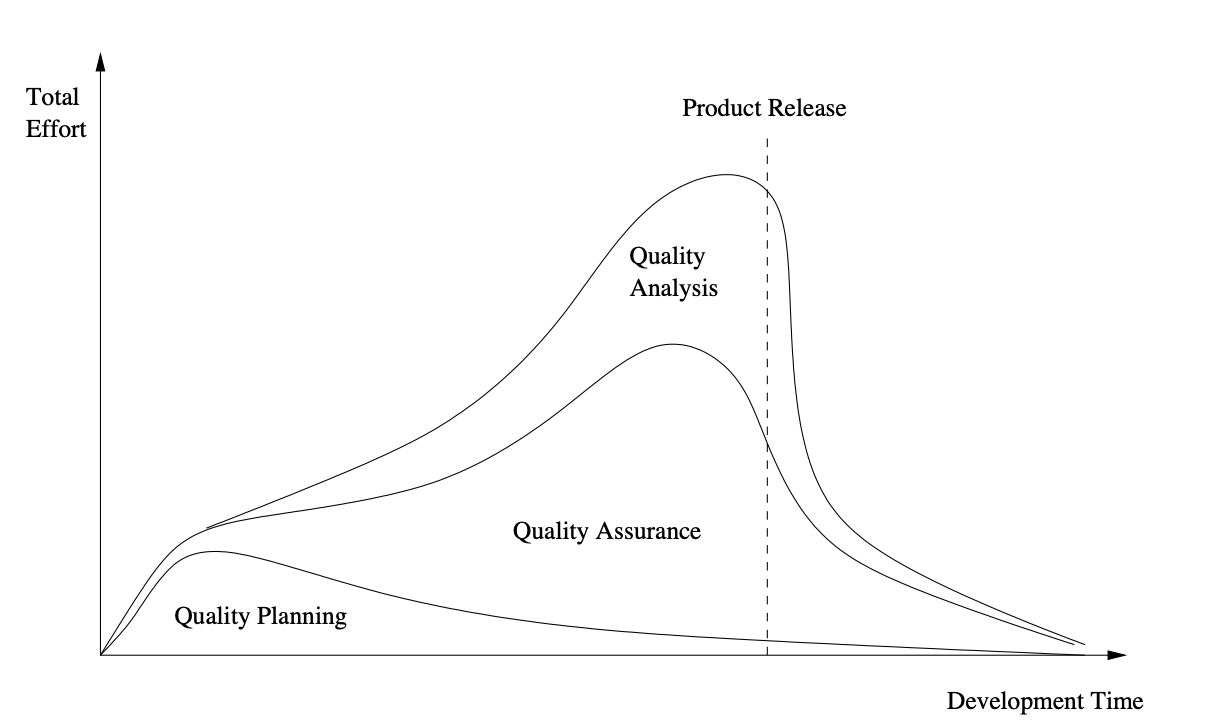 Total
Effort
Product Release
Quality
Analysis
Quality Assurance
Quality Planning
Development Time